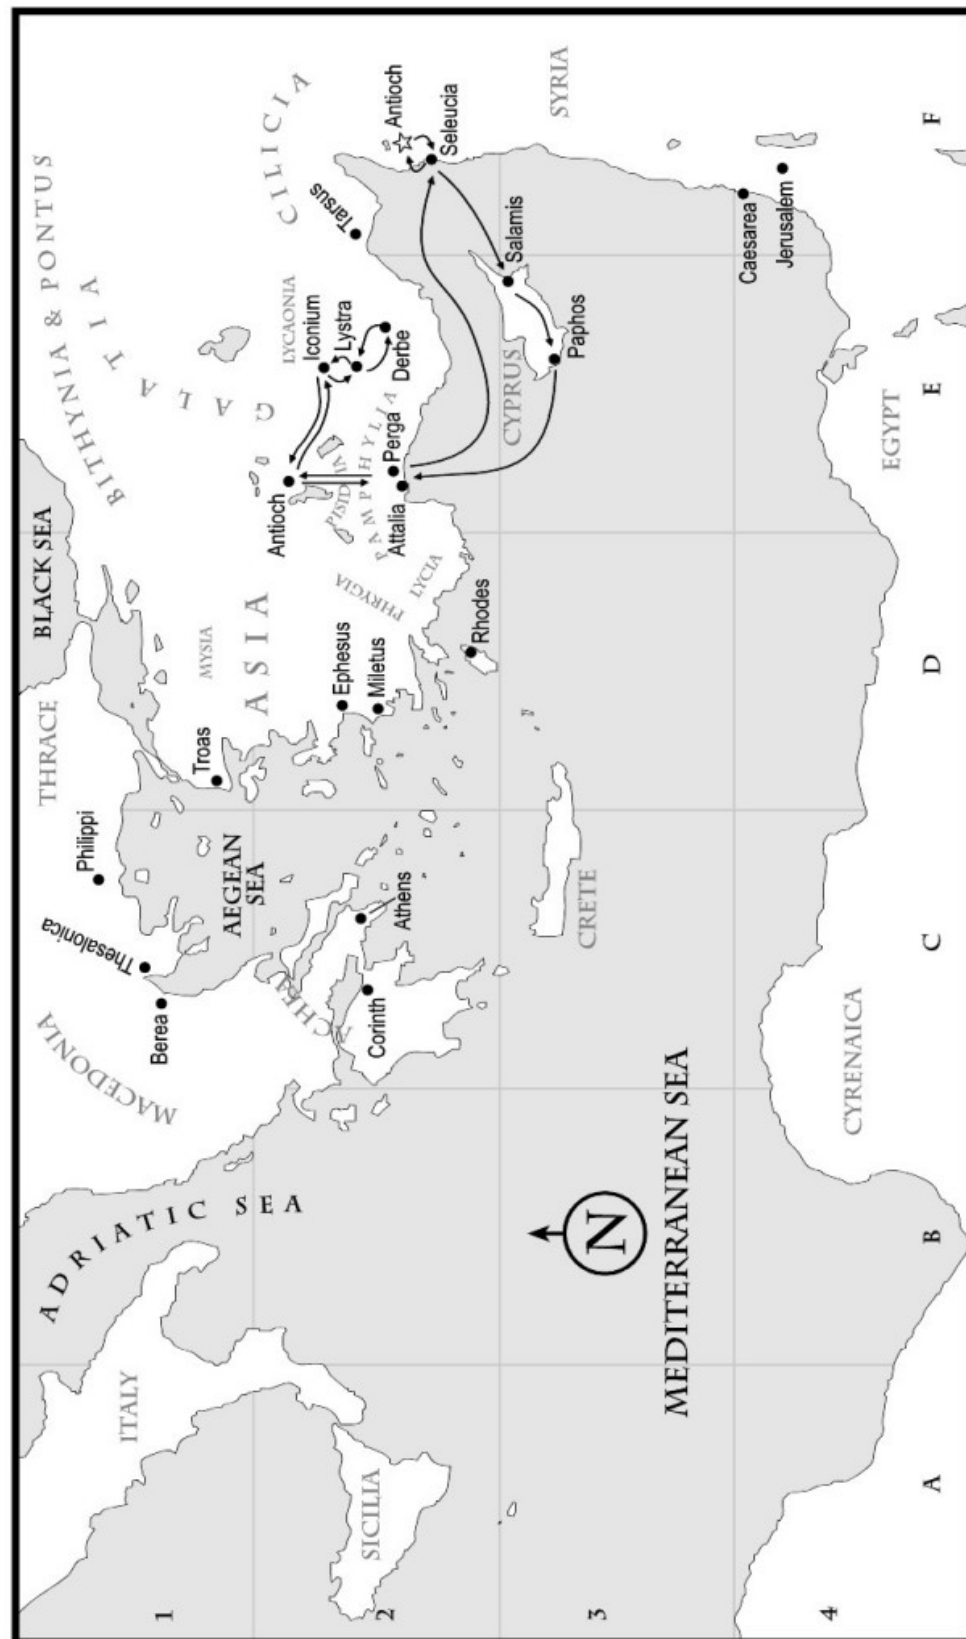 BLACK SEA
THRACE
BITHYNIA & PONTUS
MACEDONIA
Philippi
Thessalonica
Berea
ADRIATIC SEA
ITALY
1
GALATIA
MYSIA
Troas
AEGEAN
SEA
ASIA
CILICIA
LYCAONIA
Antioch
Iconium
Lystra
Derbe
Tarsus
PISIDIA
PAMPHYLIA
PHRYGIA
LYCIA
Perga
Attalia
Ephesus
Miletus
ACHEA
Athens
Corinth
SICILIA
2
Antioch
Seleucia
Rhodes
Salamis
CYPRUS
Paphos
SYRIA
CRETE
N
3
MEDITERRANEAN SEA
Caesarea
Jerusalem
CYRENAICA
EGYPT
4
A
B
C
D
E
F